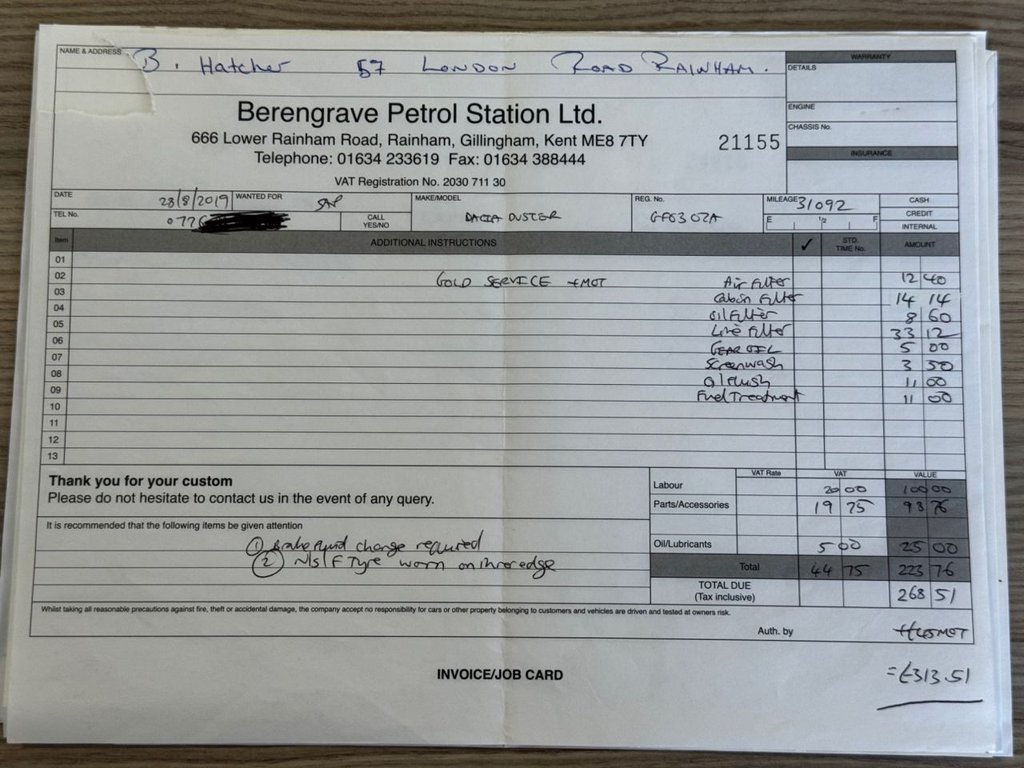 NAME & ADDRESS B. Hatcher 57 LONDON ROAD RAINHAM.
WARRANTY
DETAILS
ENGINE
CHASSIS No.
INSURANCE
Berengrave Petrol Station Ltd.
666 Lower Rainham Road, Rainham, Gillingham, Kent ME8 7TY
21155
Telephone: 01634 233619 Fax: 01634 388444
VAT Registration No. 2030 711 30
DATE 28/8/2019 WANTED FOR MAKE/MODEL DACIA DUSTER REG. No. MILEAGE 31092 CASH
TEL No. 0776 CALL YES/NO E 1/2 F CREDIT
INTERNAL
Item ADDITIONAL INSTRUCTIONS ✓ STD. TIME No. AMOUNT
01
02 GOLD SERVICE + MOT Air Filter 12 40
03 Cabin Filter 14 14
04 Oil Filter 8 60
05 Line Filter 33 12
06 GEAR OIL 5 00
07 Screenwash 3 50
08 Oil Flush 11 00
09 Fuel Treatment 11 00
10
11
12
13
Thank you for your custom
Please do not hesitate to contact us in the event of any query.
VAT Rate VAT VALUE
Labour 20 00 100 00
Parts/Accessories 19 75 98 76
Oil/Lubricants 5 00 25 00
Total 44 75 223 76
TOTAL DUE (Tax inclusive) 268 51
It is recommended that the following items be given attention
① Brake fluid change required
② N/S/F Tyre worn on inner edge
Whilst taking all reasonable precautions against fire, theft or accidental damage, the company accept no responsibility for cars or other property belonging to customers and vehicles are driven and tested at owners risk.
Auth. by +£45 MOT
INVOICE/JOB CARD
=£313.51